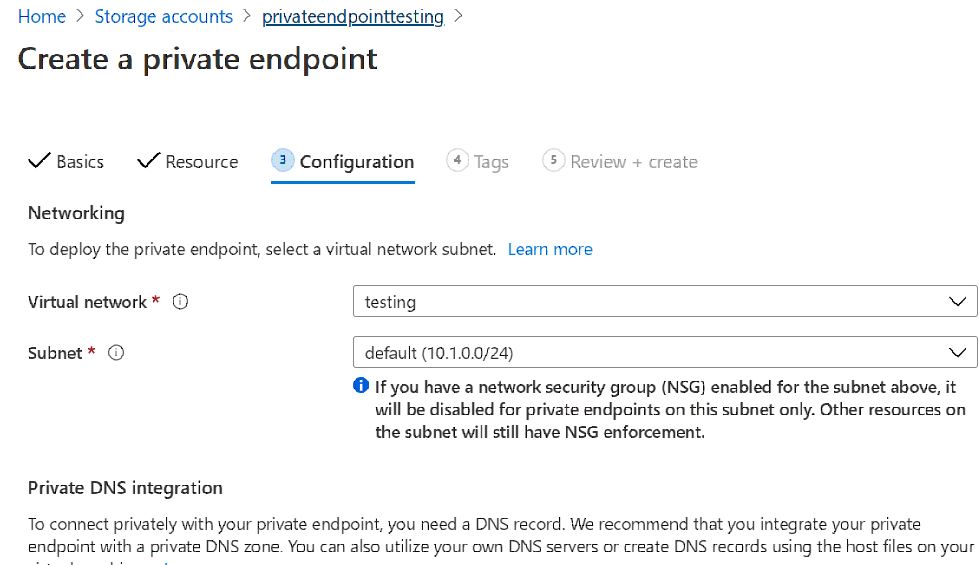 Home > Storage accounts > privateendpointtesting >
Create a private endpoint
Basics Resource 3 Configuration 4 Tags 5 Review + create
Networking
To deploy the private endpoint, select a virtual network subnet. Learn more
Virtual network * testing
Subnet * default (10.1.0.0/24)
If you have a network security group (NSG) enabled for the subnet above, it
will be disabled for private endpoints on this subnet only. Other resources on
the subnet will still have NSG enforcement.
Private DNS integration
To connect privately with your private endpoint, you need a DNS record. We recommend that you integrate your private
endpoint with a private DNS zone. You can also utilize your own DNS servers or create DNS records using the host files on your